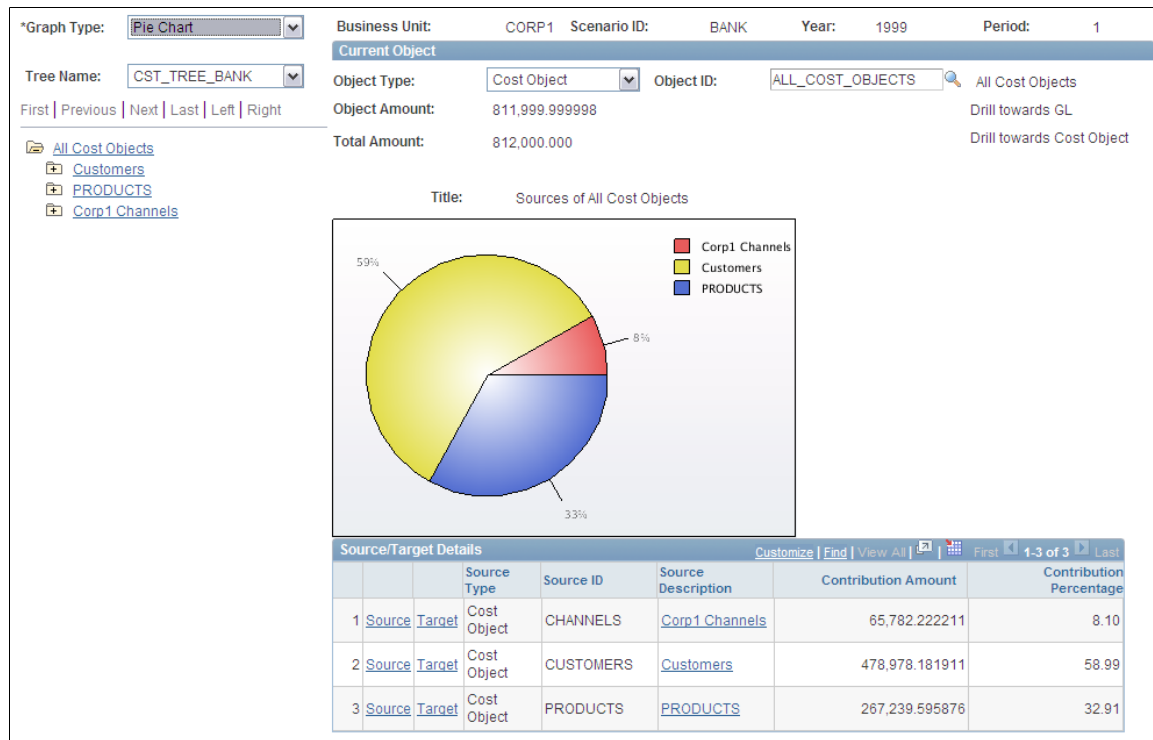 *Graph Type: Pie Chart
Business Unit: CORP1 Scenario ID: BANK Year: 1999 Period: 1
Current Object
Tree Name: CST_TREE_BANK
Object Type: Cost Object Object ID: ALL_COST_OBJECTS All Cost Objects
First | Previous | Next | Last | Left | Right
Object Amount: 811,999.999998 Drill towards GL
Total Amount: 812,000.000 Drill towards Cost Object
All Cost Objects
Customers
PRODUCTS
Corp1 Channels
Title: Sources of All Cost Objects
Corp1 Channels
Customers
PRODUCTS
59%
8%
33%
Source/Target Details Customize | Find | View All | | First 1-3 of 3 Last
Source Type Source ID Source Description Contribution Amount Contribution Percentage
1 Source Target Cost Object CHANNELS Corp1 Channels 65,782.222211 8.10
2 Source Target Cost Object CUSTOMERS Customers 478,978.181911 58.99
3 Source Target Cost Object PRODUCTS PRODUCTS 267,239.595876 32.91